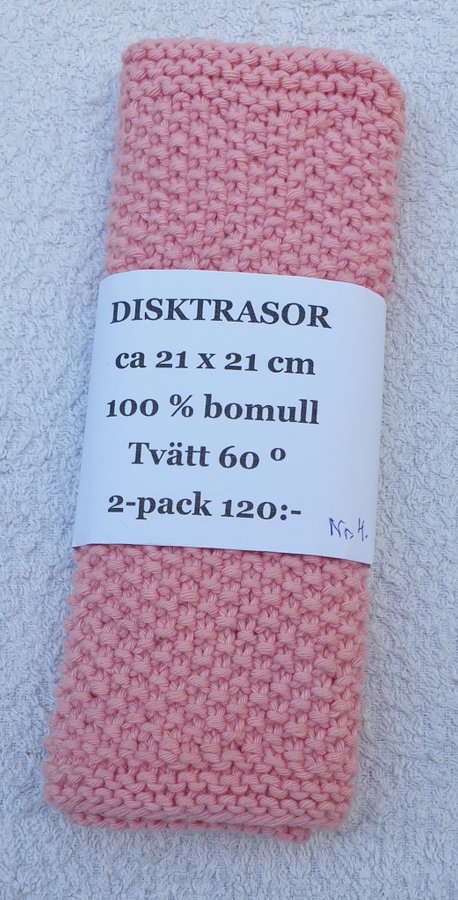 DISKTRASOR
ca 21 x 21 cm
100 % bomull
Tvätt 60 º
2-pack 120:-
Nr. 4.